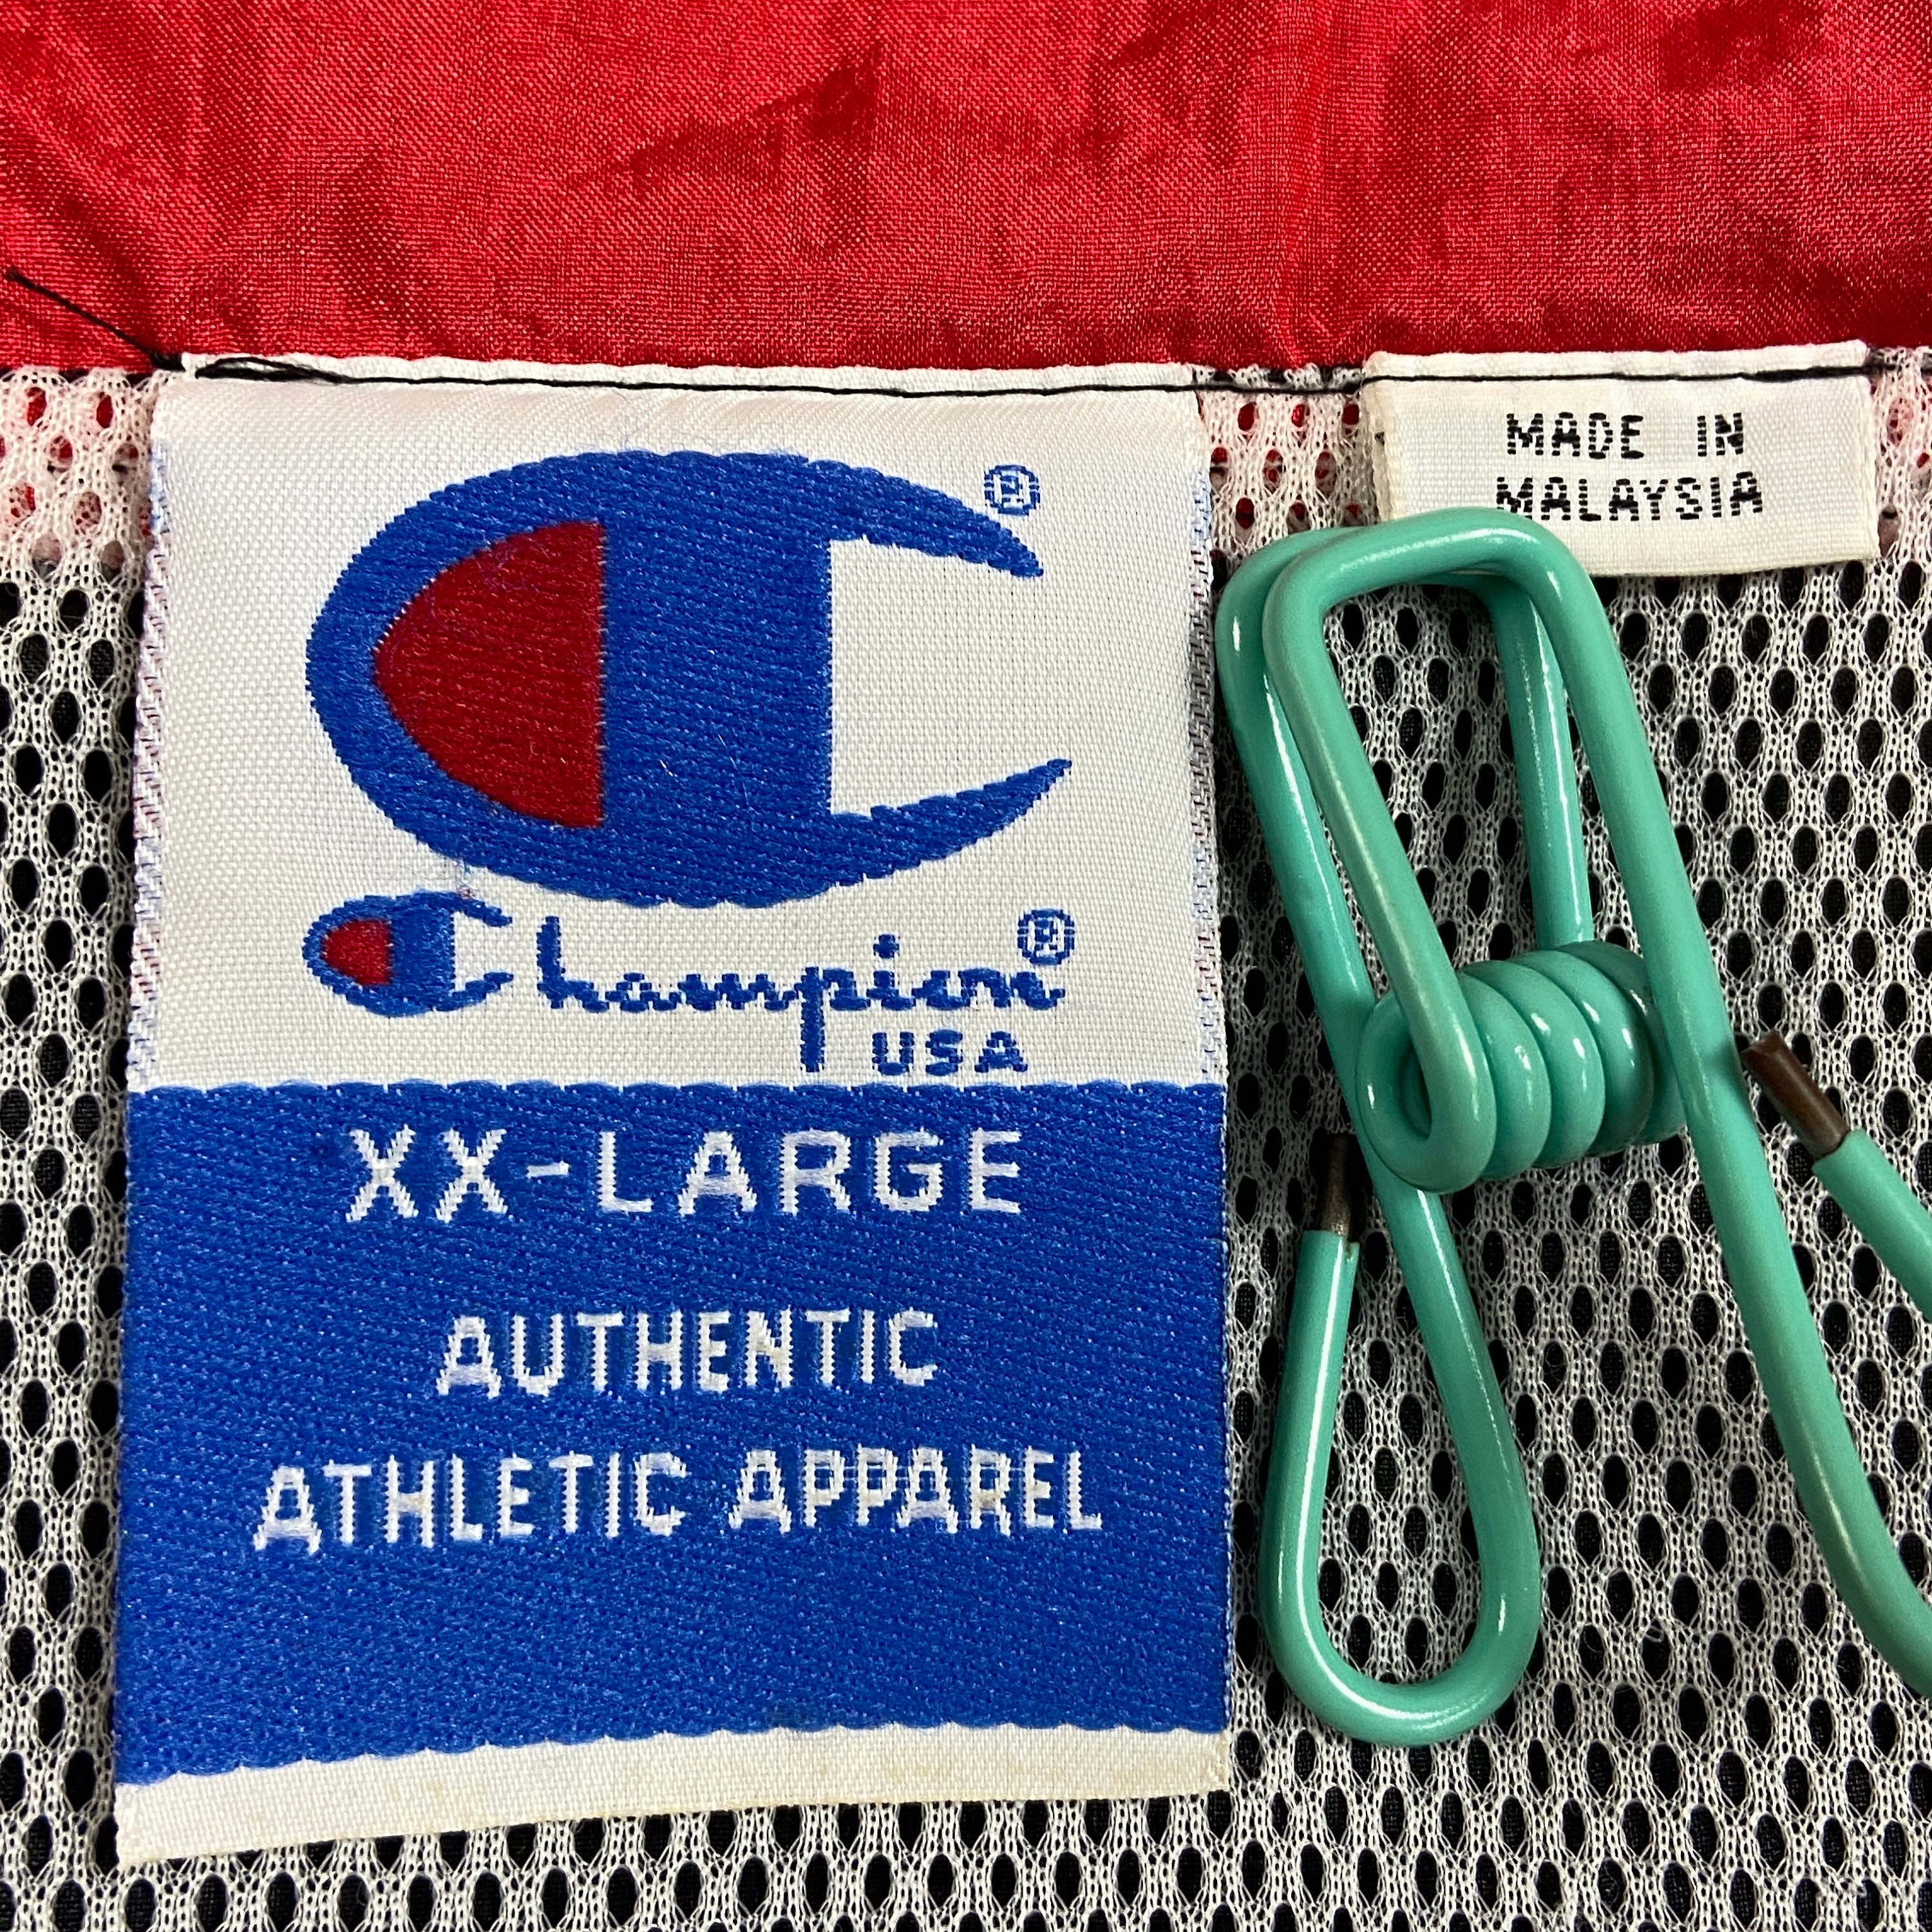 ®
Champion®
USA
XX-LARGE
AUTHENTIC
ATHLETIC APPAREL
MADE IN
MALAYSIA